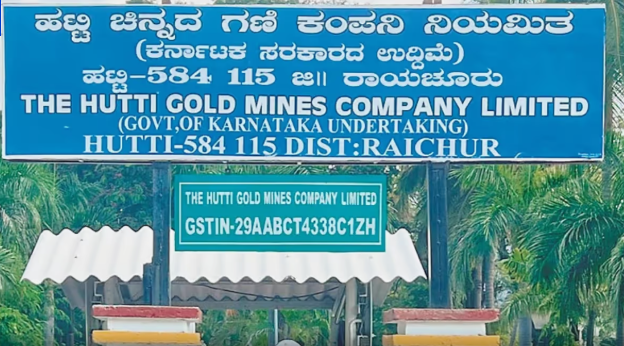 ಹಟ್ಟಿ ಚಿನ್ನದ ಗಣಿ ಕಂಪನಿ ನಿಯಮಿತ
(ಕರ್ನಾಟಕ ಸರಕಾರದ ಉದ್ದಿಮೆ)
ಹಟ್ಟಿ-584 115 ಜಿ|| ರಾಯಚೂರು
THE HUTTI GOLD MINES COMPANY LIMITED
(GOVT,OF KARNATAKA UNDERTAKING)
HUTTI-584 115 DIST:RAICHUR
THE HUTTI GOLD MINES COMPANY LIMITED
GSTIN-29AABCT4338C1ZH